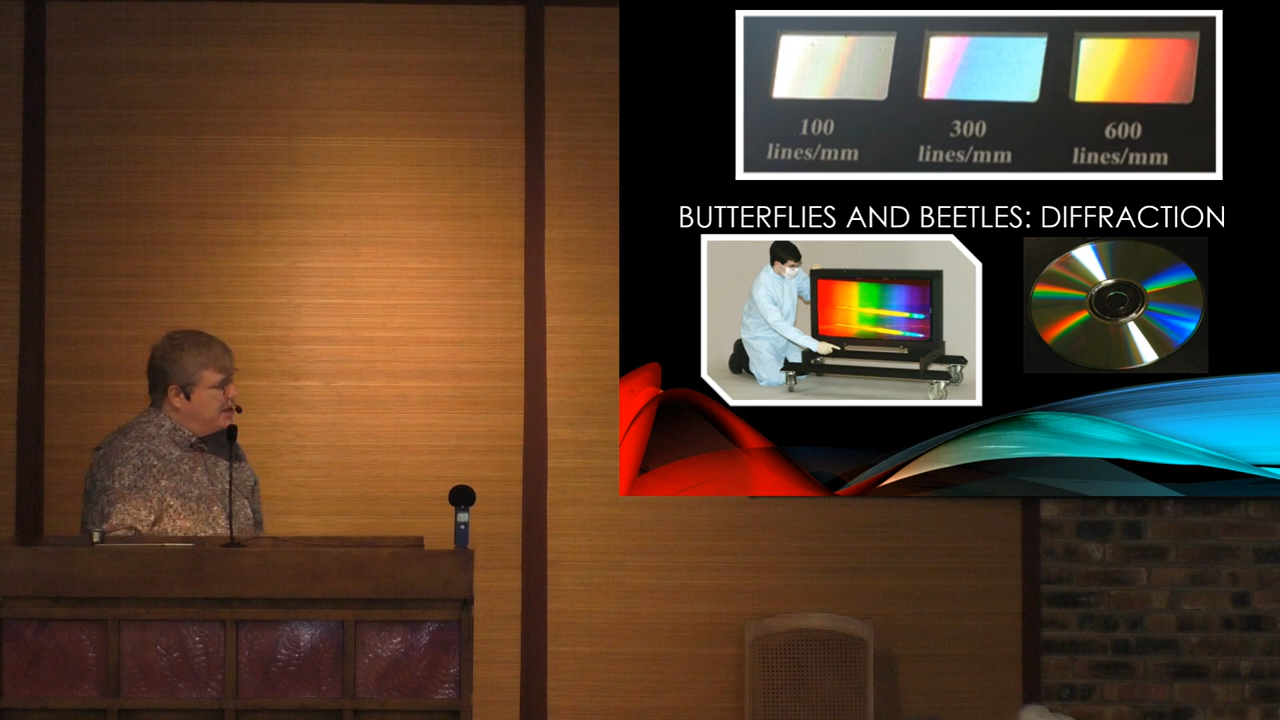 100
lines/mm
300
lines/mm
600
lines/mm
BUTTERFLIES AND BEETLES: DIFFRACTION